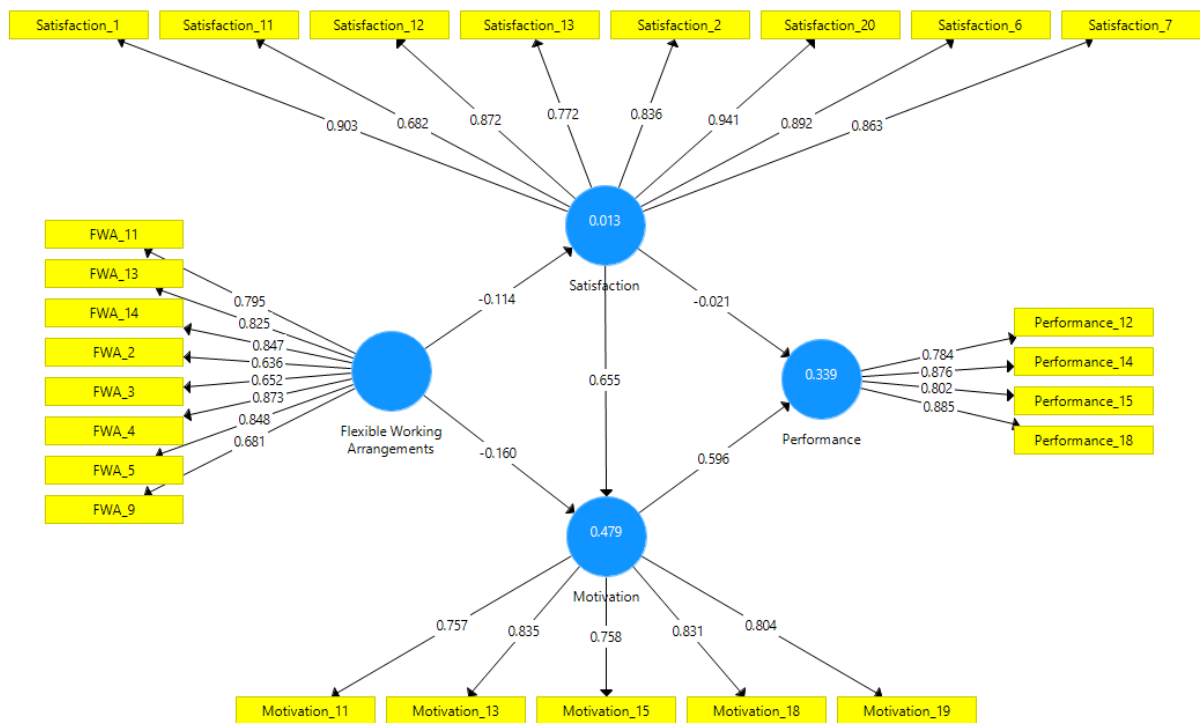 Satisfaction_1
Satisfaction_11
Satisfaction_12
Satisfaction_13
Satisfaction_2
Satisfaction_20
Satisfaction_6
Satisfaction_7
0.903
0.682
0.872
0.772
0.836
0.941
0.892
0.863
0.013
Satisfaction
FWA_11
FWA_13
FWA_14
FWA_2
FWA_3
FWA_4
FWA_5
FWA_9
0.795
0.825
0.847
0.636
0.652
0.873
0.848
0.681
Flexible Working
Arrangements
-0.114
-0.021
0.655
-0.160
0.596
0.339
Performance
0.784
0.876
0.802
0.885
Performance_12
Performance_14
Performance_15
Performance_18
0.479
Motivation
0.757
0.835
0.758
0.831
0.804
Motivation_11
Motivation_13
Motivation_15
Motivation_18
Motivation_19